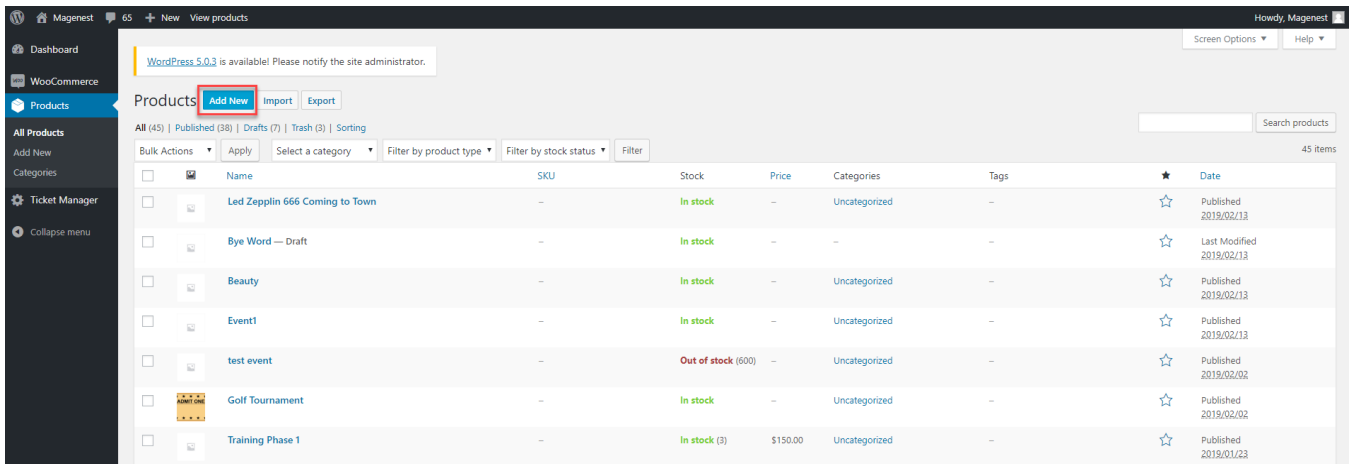 Magenest 65 + New View products Howdy, Magenest
Screen Options ▼ Help ▼
Dashboard
WooCommerce
Products
All Products
Add New
Categories
Ticket Manager
Collapse menu
WordPress 5.0.3 is available! Please notify the site administrator.
Products Add New Import Export
All (45) | Published (38) | Drafts (7) | Trash (3) | Sorting
Search products
Bulk Actions ▼ Apply Select a category ▼ Filter by product type ▼ Filter by stock status ▼ Filter 45 items
Name SKU Stock Price Categories Tags ★ Date
Led Zepplin 666 Coming to Town – In stock – Uncategorized – Published
2019/02/13
Bye Word — Draft – In stock – – – Last Modified
2019/02/13
Beauty – In stock – Uncategorized – Published
2019/02/13
Event1 – In stock – Uncategorized – Published
2019/02/13
test event – Out of stock (600) – Uncategorized – Published
2019/02/02
ADMIT ONE Golf Tournament – In stock – Uncategorized – Published
2019/02/02
Training Phase 1 – In stock (3) $150.00 Uncategorized – Published
2019/01/23